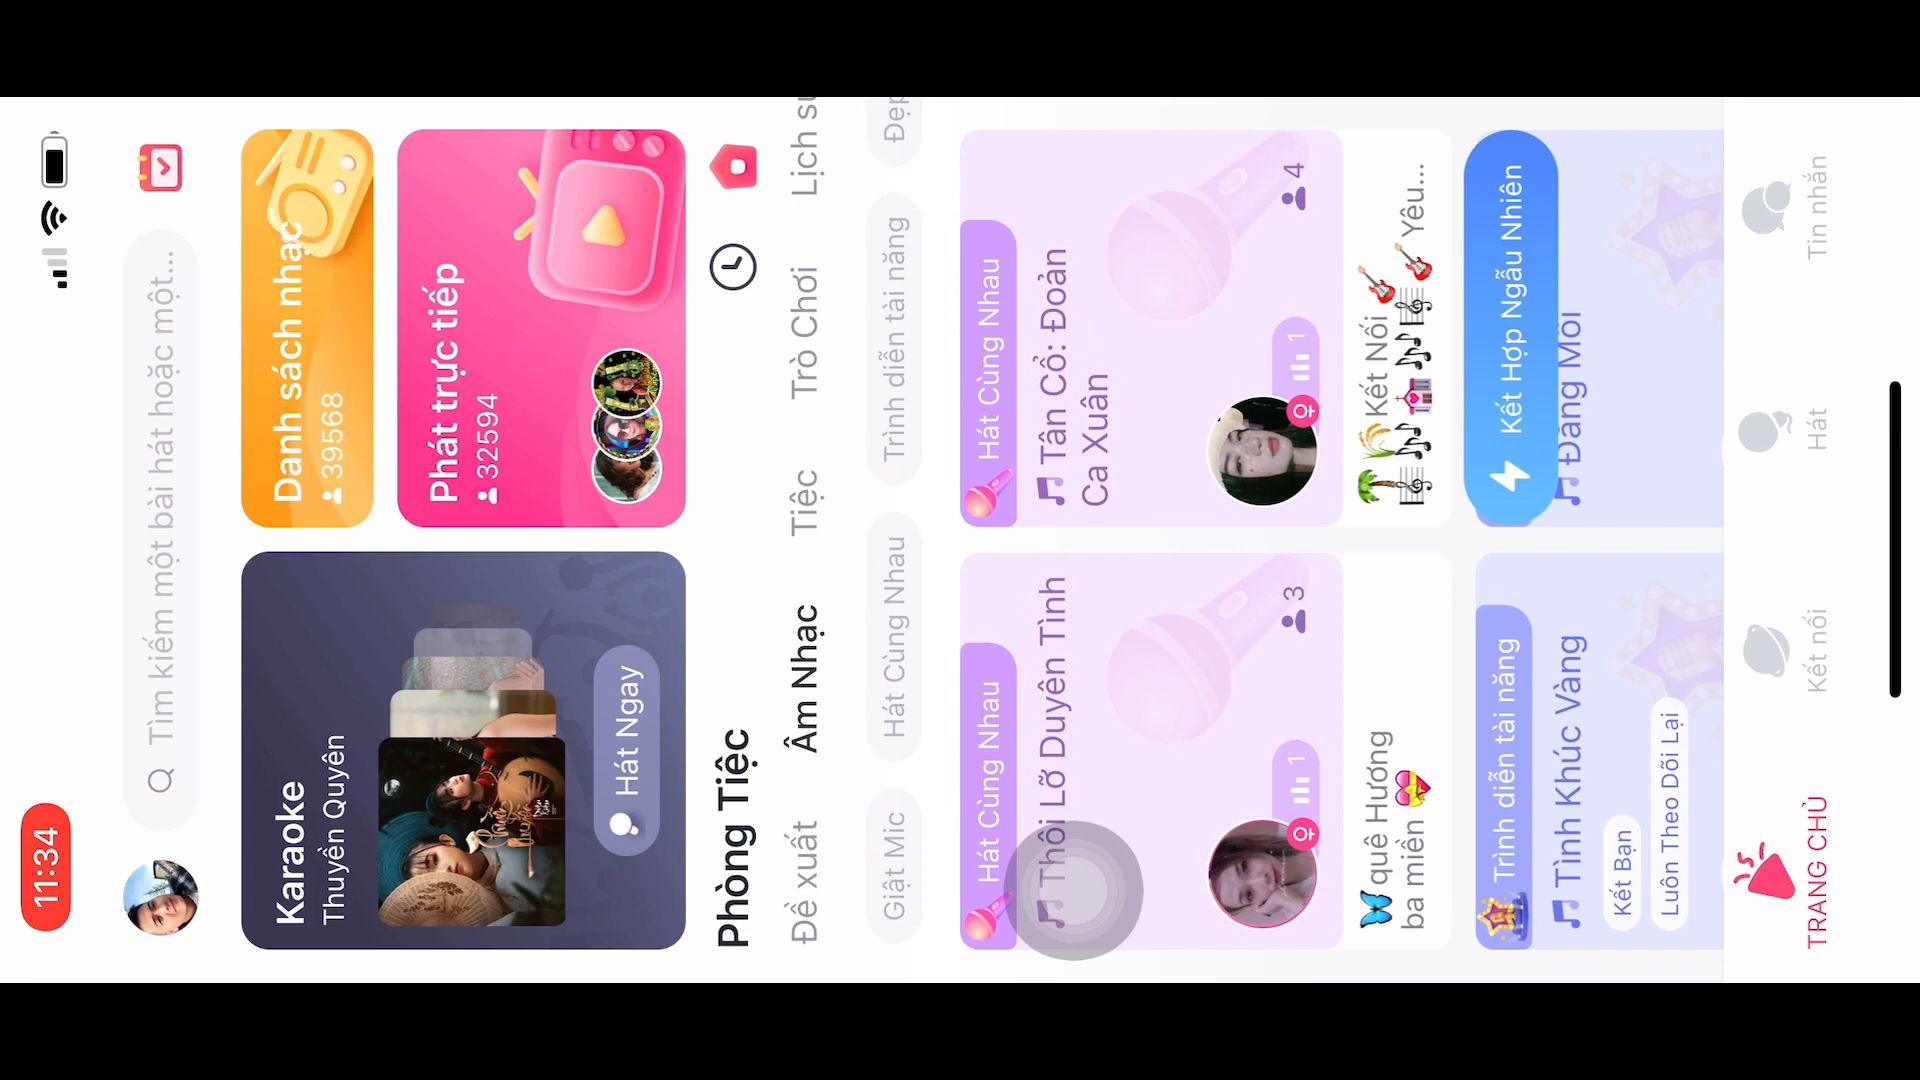 11:34
Tìm kiếm một bài hát hoặc một...
Karaoke
Thuyền Quyên
Hát Ngay
Danh sách nhạc
39568
Phát trực tiếp
32594
Phòng Tiệc
Đề xuất Âm Nhạc Tiệc Trò Chơi Lịch sử
Giật Mic Hát Cùng Nhau Trình diễn tài năng Đẹp
Hát Cùng Nhau
Thôi Lỡ Duyên Tình
1
3
🦋 quê Hương
ba miền 💝
Hát Cùng Nhau
Tân Cổ: Đoản
Ca Xuân
1
4
🌴🌾 Kết Nối 🎸
🎼🎶💒🎶🎼🎸 Yêu...
Trình diễn tài năng
Tình Khúc Vàng
Kết Bạn
Luôn Theo Dõi Lại
Kết Hợp Ngẫu Nhiên
Đắng Môi
TRANG CHỦ
Kết nối
Hát
Tin nhắn